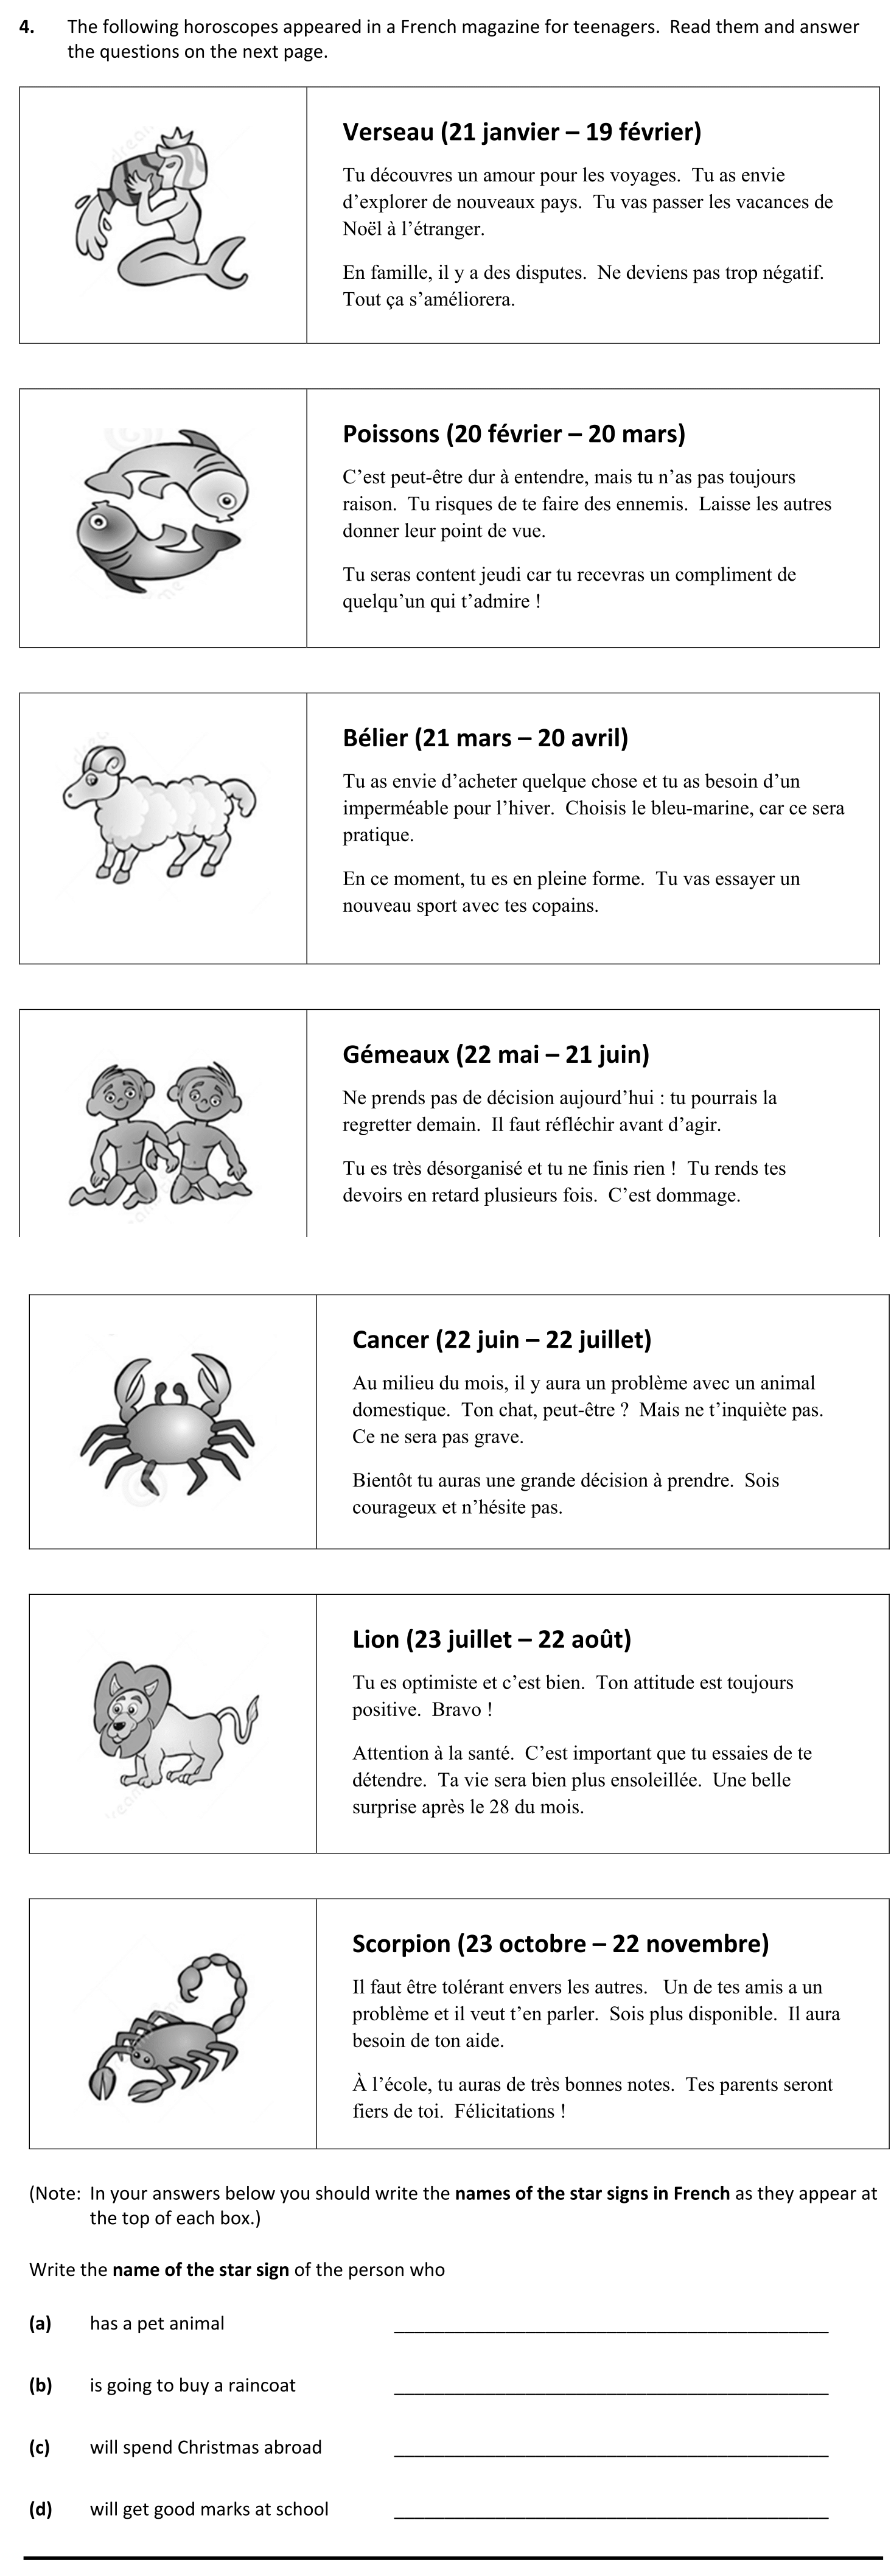 4. The following horoscopes appeared in a French magazine for teenagers. Read them and answer
the questions on the next page.
Verseau (21 janvier – 19 février)
Tu découvres un amour pour les voyages. Tu as envie
d’explorer de nouveaux pays. Tu vas passer les vacances de
Noël à l’étranger.
En famille, il y a des disputes. Ne deviens pas trop négatif.
Tout ça s’améliorera.
Poissons (20 février – 20 mars)
C’est peut-être dur à entendre, mais tu n’as pas toujours
raison. Tu risques de te faire des ennemis. Laisse les autres
donner leur point de vue.
Tu seras content jeudi car tu recevras un compliment de
quelqu’un qui t’admire !
Bélier (21 mars – 20 avril)
Tu as envie d’acheter quelque chose et tu as besoin d’un
imperméable pour l’hiver. Choisis le bleu-marine, car ce sera
pratique.
En ce moment, tu es en pleine forme. Tu vas essayer un
nouveau sport avec tes copains.
Gémeaux (22 mai – 21 juin)
Ne prends pas de décision aujourd’hui : tu pourrais la
regretter demain. Il faut réfléchir avant d’agir.
Tu es très désorganisé et tu ne finis rien ! Tu rends tes
devoirs en retard plusieurs fois. C’est dommage.
Cancer (22 juin – 22 juillet)
Au milieu du mois, il y aura un problème avec un animal
domestique. Ton chat, peut-être ? Mais ne t’inquiète pas.
Ce ne sera pas grave.
Bientôt tu auras une grande décision à prendre. Sois
courageux et n’hésite pas.
Lion (23 juillet – 22 août)
Tu es optimiste et c’est bien. Ton attitude est toujours
positive. Bravo !
Attention à la santé. C’est important que tu essaies de te
détendre. Ta vie sera bien plus ensoleillée. Une belle
surprise après le 28 du mois.
Scorpion (23 octobre – 22 novembre)
Il faut être tolérant envers les autres. Un de tes amis a un
problème et il veut t’en parler. Sois plus disponible. Il aura
besoin de ton aide.
À l’école, tu auras de très bonnes notes. Tes parents seront
fiers de toi. Félicitations !
(Note: In your answers below you should write the names of the star signs in French as they appear at
the top of each box.)
Write the name of the star sign of the person who
(a) has a pet animal
(b) is going to buy a raincoat
(c) will spend Christmas abroad
(d) will get good marks at school